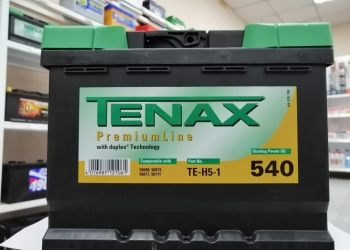 TENAX
PremiumLine
with duplex® Technology
Compatible with
Part No.
Starting Power (A)
TE-H5-1
540